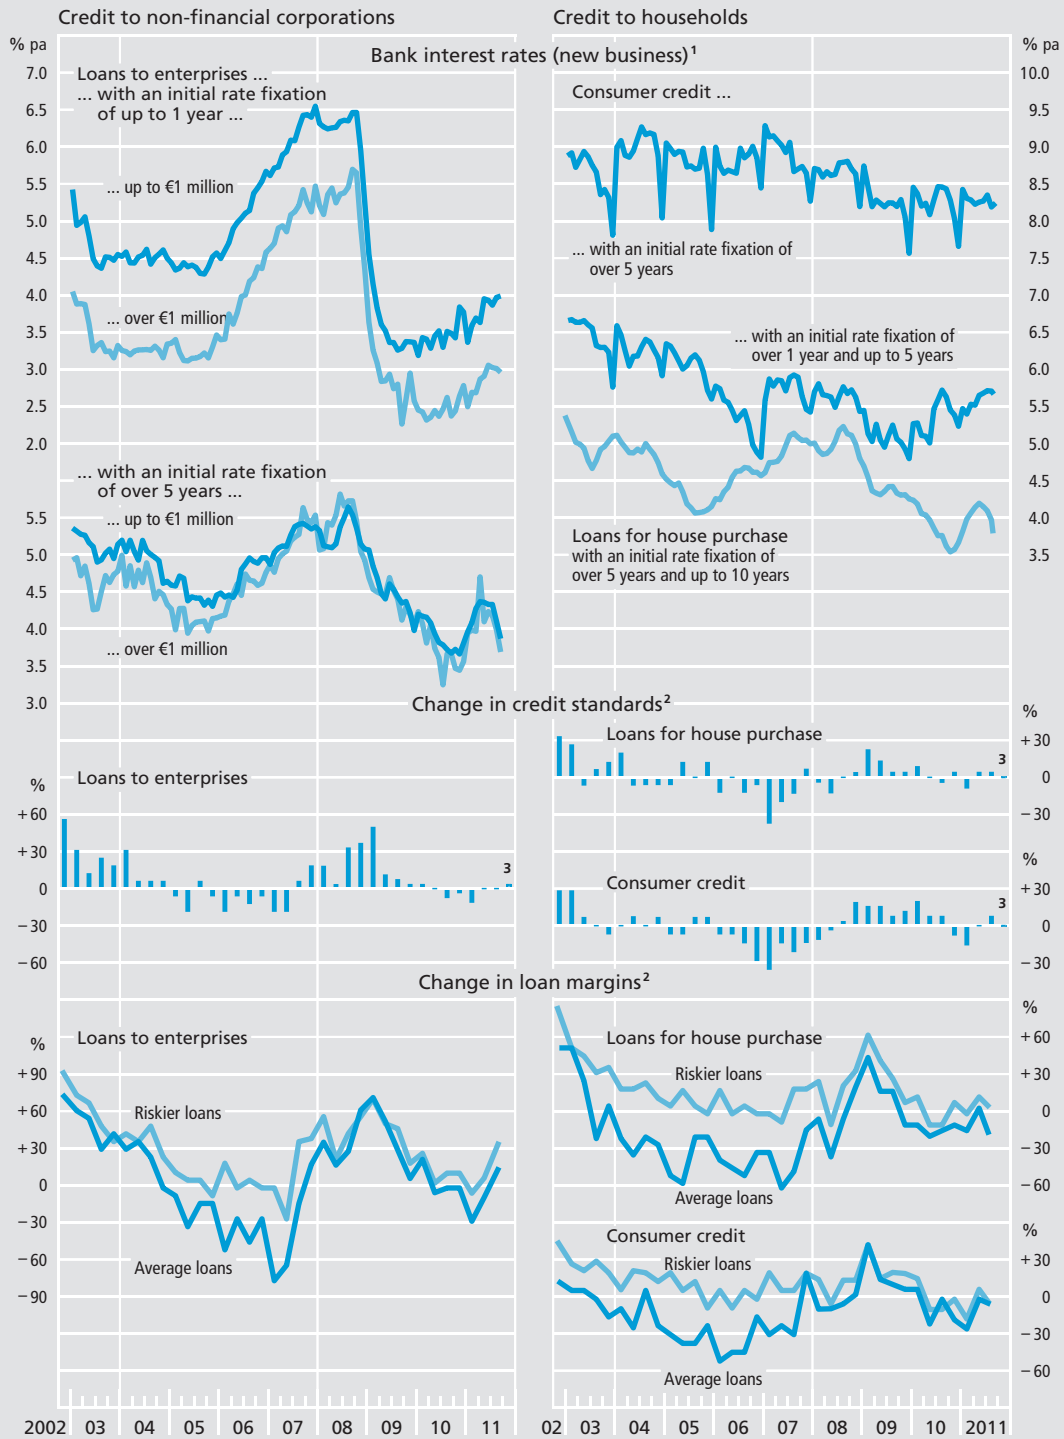 Credit to non-financial corporations
Credit to households
% pa
Bank interest rates (new business)¹
% pa
7.0
6.5
6.0
5.5
5.0
4.5
4.0
3.5
3.0
2.5
2.0
Loans to enterprises ...
... with an initial rate fixation
of up to 1 year ...
... up to €1 million
... over €1 million
... with an initial rate fixation
of over 5 years ...
... up to €1 million
... over €1 million
5.5
5.0
4.5
4.0
3.5
3.0
Consumer credit ...
... with an initial rate fixation of
over 5 years
... with an initial rate fixation of
over 1 year and up to 5 years
Loans for house purchase
with an initial rate fixation of
over 5 years and up to 10 years
10.0
9.5
9.0
8.5
8.0
7.5
7.0
6.5
6.0
5.5
5.0
4.5
4.0
3.5
Change in credit standards²
%
Loans to enterprises
+60
+30
0
−30
−60
3
%
Loans for house purchase
+30
0
−30
3
%
Consumer credit
+30
0
−30
3
Change in loan margins²
%
Loans to enterprises
+90
+60
+30
0
−30
−60
−90
Riskier loans
Average loans
%
Loans for house purchase
+60
+30
0
−30
−60
Riskier loans
Average loans
%
Consumer credit
Riskier loans
+30
0
−30
−60
Average loans
2002 03 04 05 06 07 08 09 10 11
02 03 04 05 06 07 08 09 10 2011